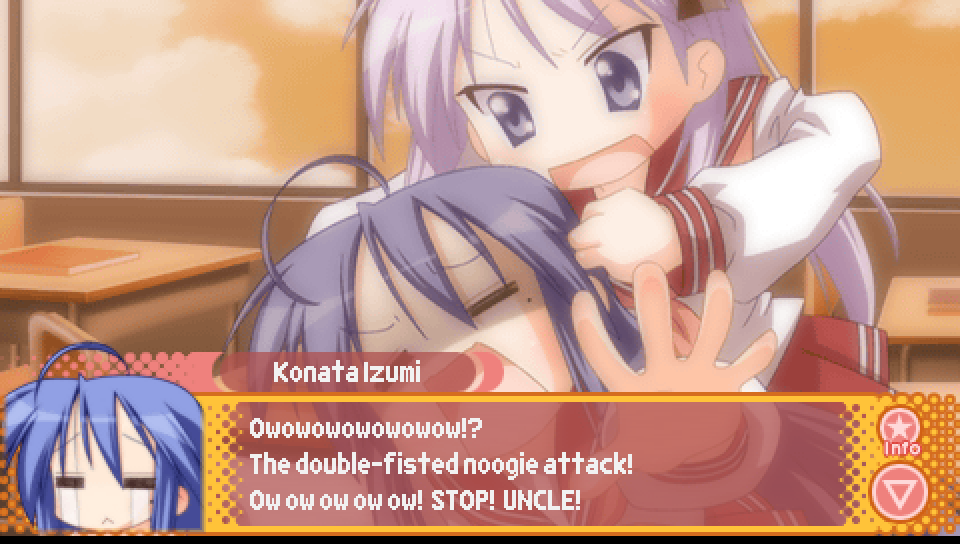 Konata Izumi
Owowowowowowow!?
The double-fisted noogie attack!
Ow ow ow ow ow! STOP! UNCLE!
Info